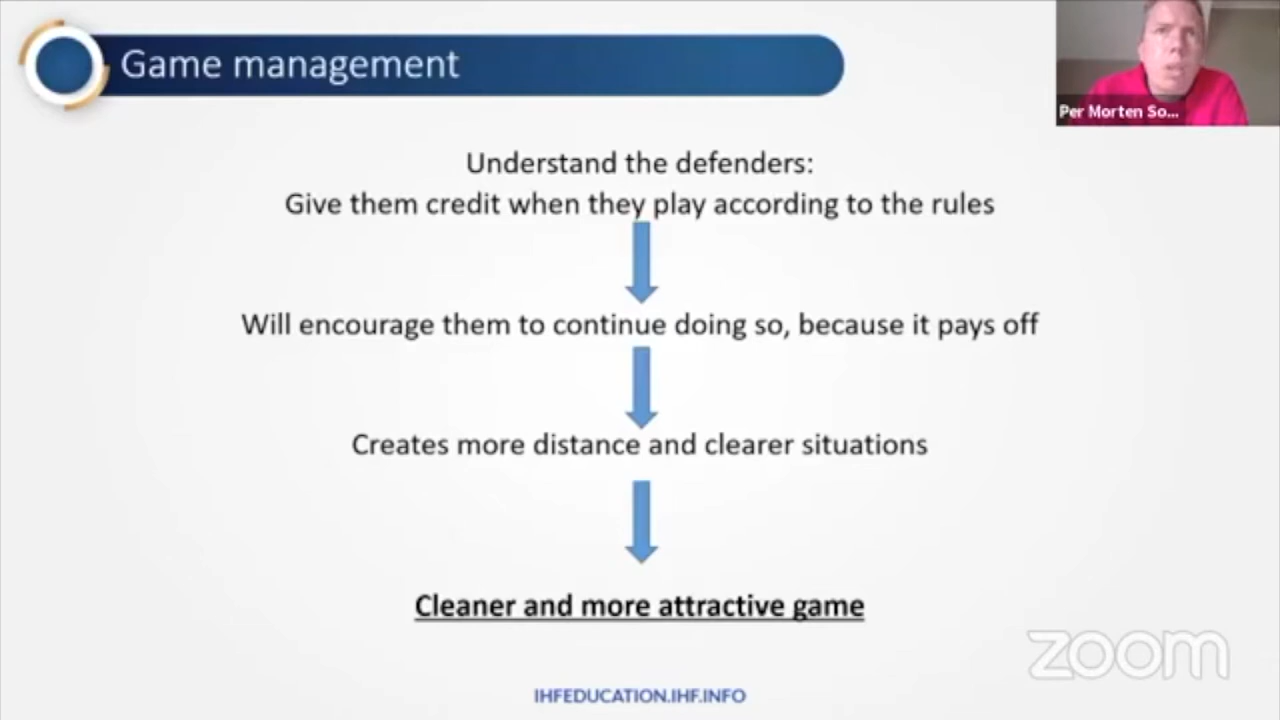 Game management
Per Morten So...
Understand the defenders:
Give them credit when they play according to the rules
Will encourage them to continue doing so, because it pays off
Creates more distance and clearer situations
Cleaner and more attractive game
zoom
IHFEDUCATION.IHF.INFO